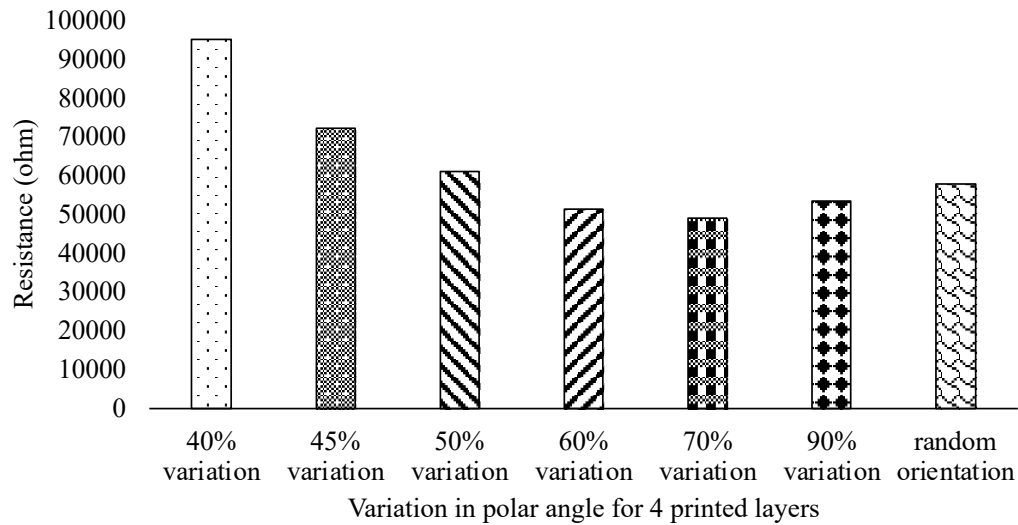 100000
90000
80000
70000
60000
50000
40000
30000
20000
10000
0
Resistance (ohm)
40% variation
45% variation
50% variation
60% variation
70% variation
90% variation
random orientation
Variation in polar angle for 4 printed layers